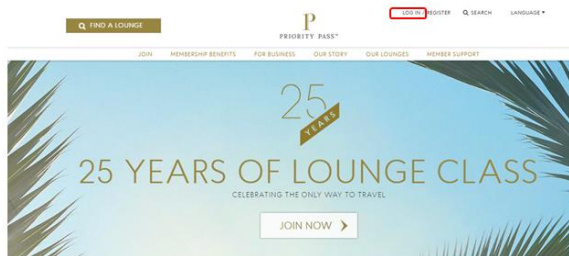 FIND A LOUNGE
P
PRIORITY PASS™
LOG IN / REGISTER
SEARCH
LANGUAGE
JOIN
MEMBERSHIP BENEFITS
FOR BUSINESS
OUR STORY
OUR LOUNGES
MEMBER SUPPORT
25
YEARS
25 YEARS OF LOUNGE CLASS
CELEBRATING THE ONLY WAY TO TRAVEL
JOIN NOW